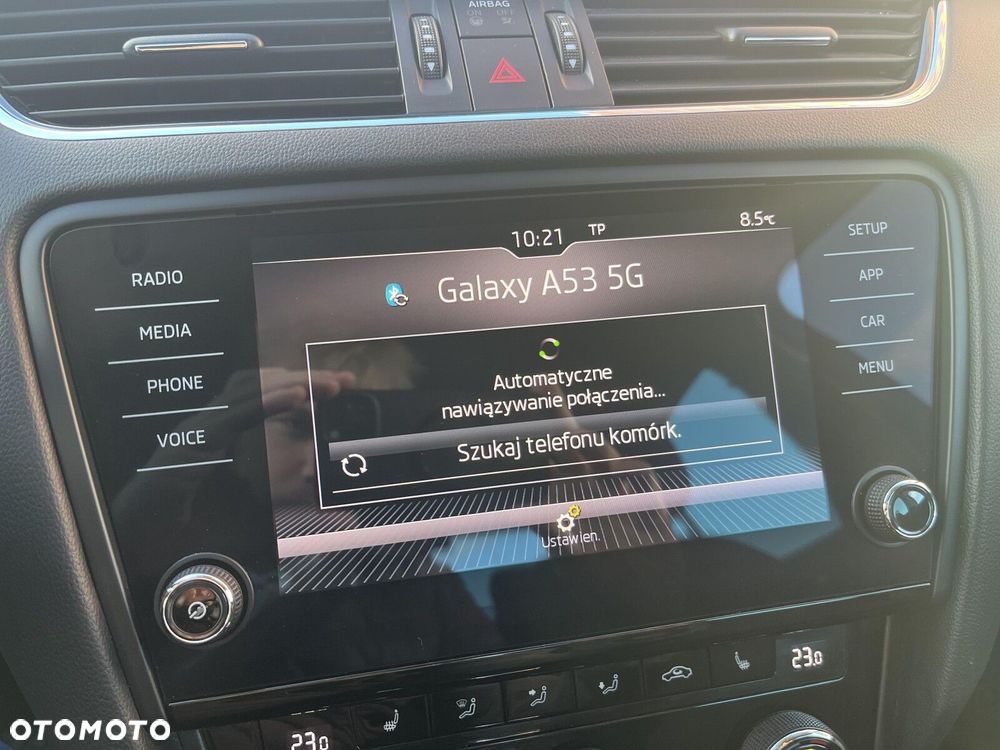 AIRBAG
ON OFF
10:21 TP 8.5°C
Galaxy A53 5G
Automatyczne
nawiązywanie połączenia...
Szukaj telefonu komórk.
Ustawien.
RADIO
MEDIA
PHONE
VOICE
SETUP
APP
CAR
MENU
23.0
23.0
OTOMOTO